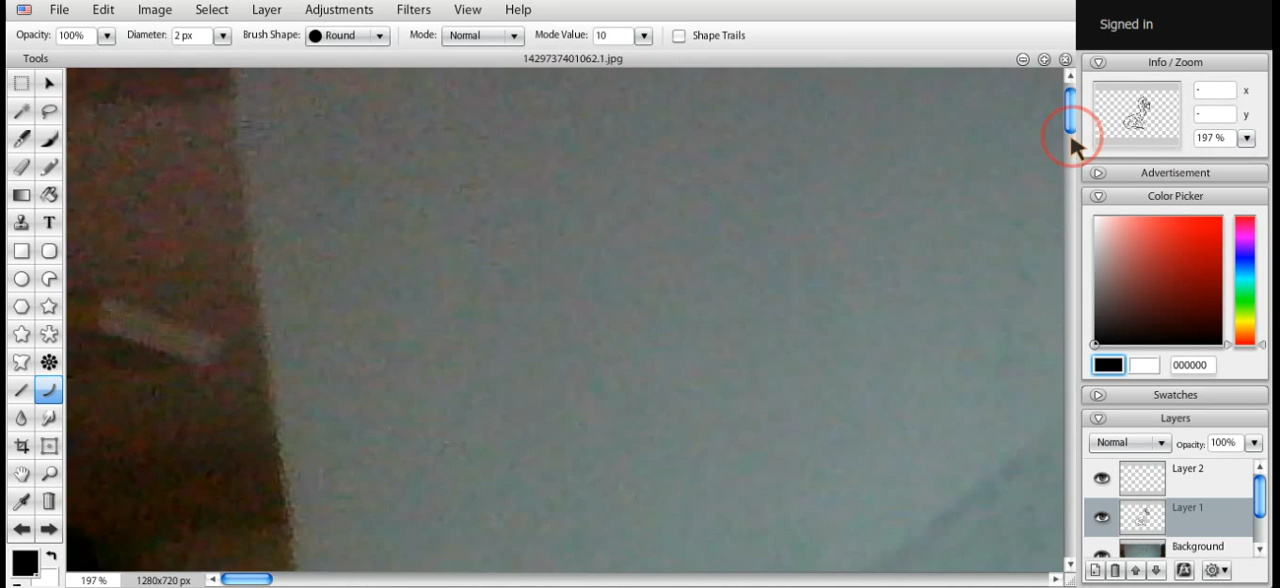 File Edit Image Select Layer Adjustments Filters View Help
Signed in
Opacity: 100% Diameter: 2 px Brush Shape: Round Mode: Normal Mode Value: 10 Shape Trails
Tools
1429737401062.1.jpg
Info / Zoom
- x
- y
197 %
Advertisement
Color Picker
T
000000
Swatches
Layers
Normal Opacity: 100%
Layer 2
Layer 1
Background
197 % 1280x720 px